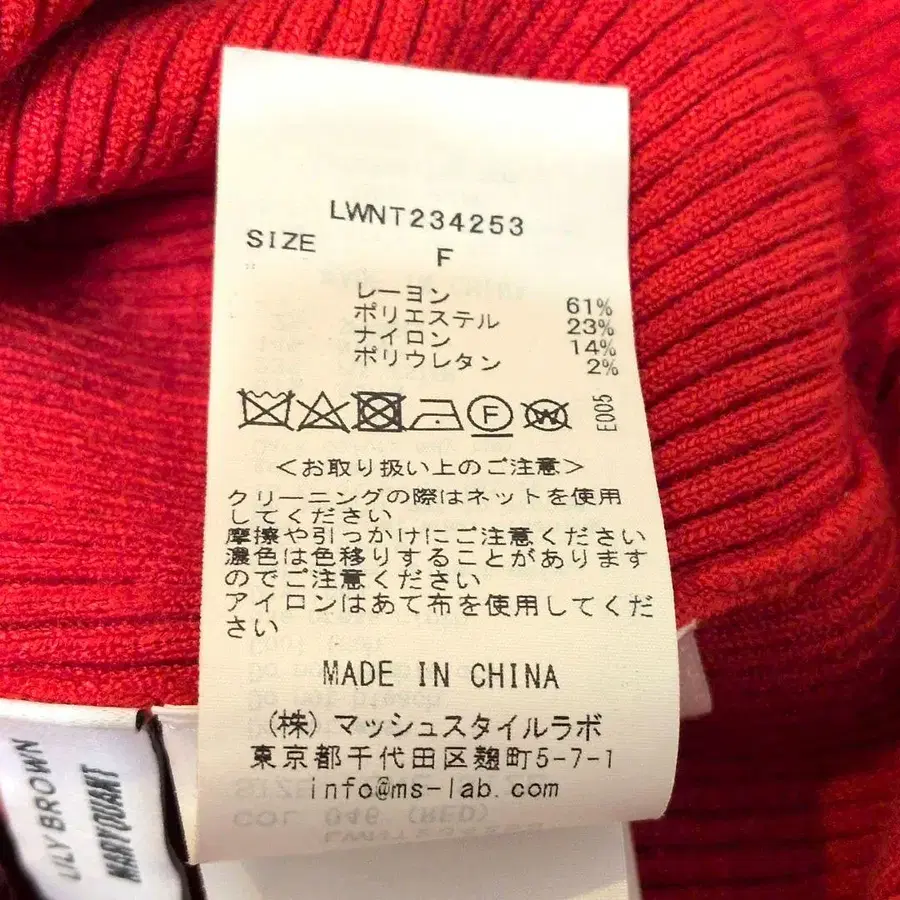 LWNT234253
SIZE F
レーヨン 61%
ポリエステル 23%
ナイロン 14%
ポリウレタン 2%
F W E005
<お取り扱い上のご注意>
クリーニングの際はネットを使用
してください
摩擦や引っかけにご注意ください
濃色は色移りすることがあります
のでご注意ください
アイロンはあて布を使用してくだ
さい
MADE IN CHINA
(株)マッシュスタイルラボ
東京都千代田区麹町5-7-1
info@ms-lab.com
COL 046 (RED)
LILY BROWN
MARY QUANT